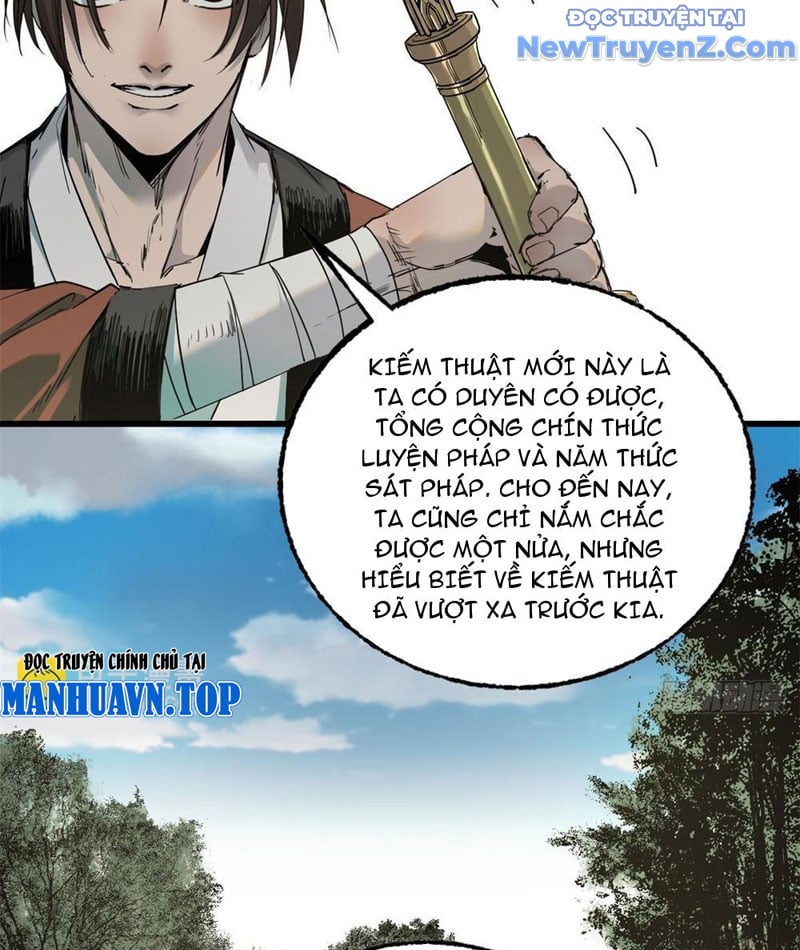 ĐỌC TRUYỆN TẠI
NewTruyenZ.Com
KIẾM THUẬT MỚI NÀY LÀ
TA CÓ DUYÊN CÓ ĐƯỢC,
TỔNG CỘNG CHÍN THỨC
LUYỆN PHÁP VÀ NĂM THỨC
SÁT PHÁP. CHO ĐẾN NAY,
TA CŨNG CHỈ NẮM CHẮC
ĐƯỢC MỘT NỬA, NHƯNG
HIỂU BIẾT VỀ KIẾM THUẬT
ĐÃ VƯỢT XA TRƯỚC KIA.
ĐỌC TRUYỆN CHÍNH CHỦ TẠI
MANHUAVN.TOP